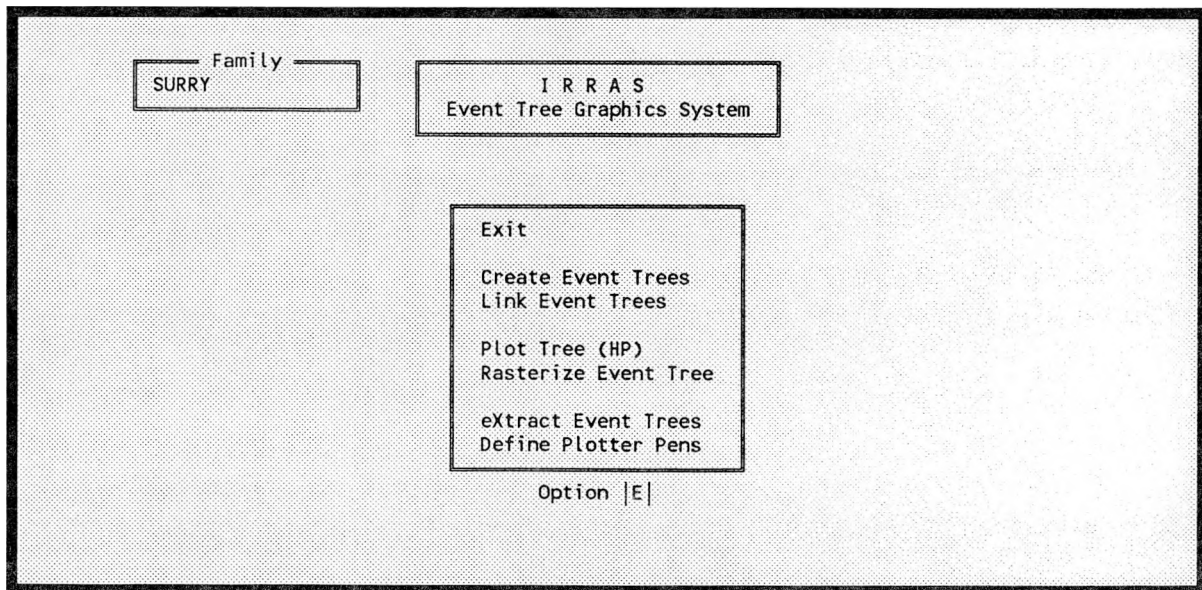 Family
SURRY
I R R A S
Event Tree Graphics System
Exit
Create Event Trees
Link Event Trees
Plot Tree (HP)
Rasterize Event Tree
eXtract Event Trees
Define Plotter Pens
Option |E|